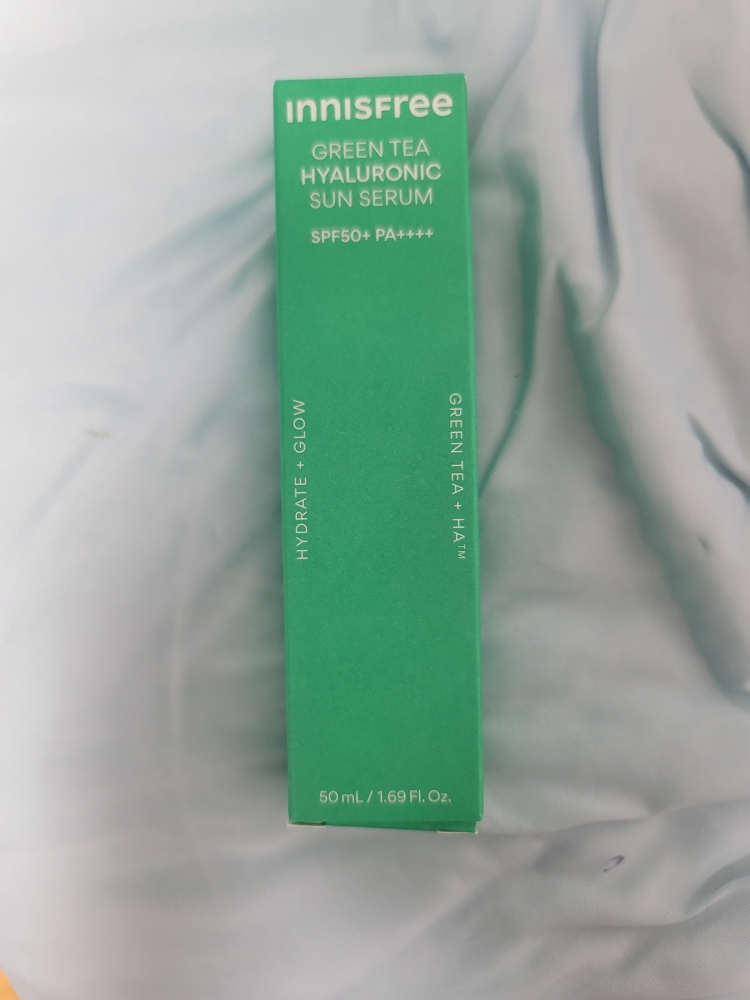 innisfree
GREEN TEA
HYALURONIC
SUN SERUM
SPF50+ PA++++
HYDRATE + GLOW
GREEN TEA + HA™
50 mL / 1.69 Fl. Oz.